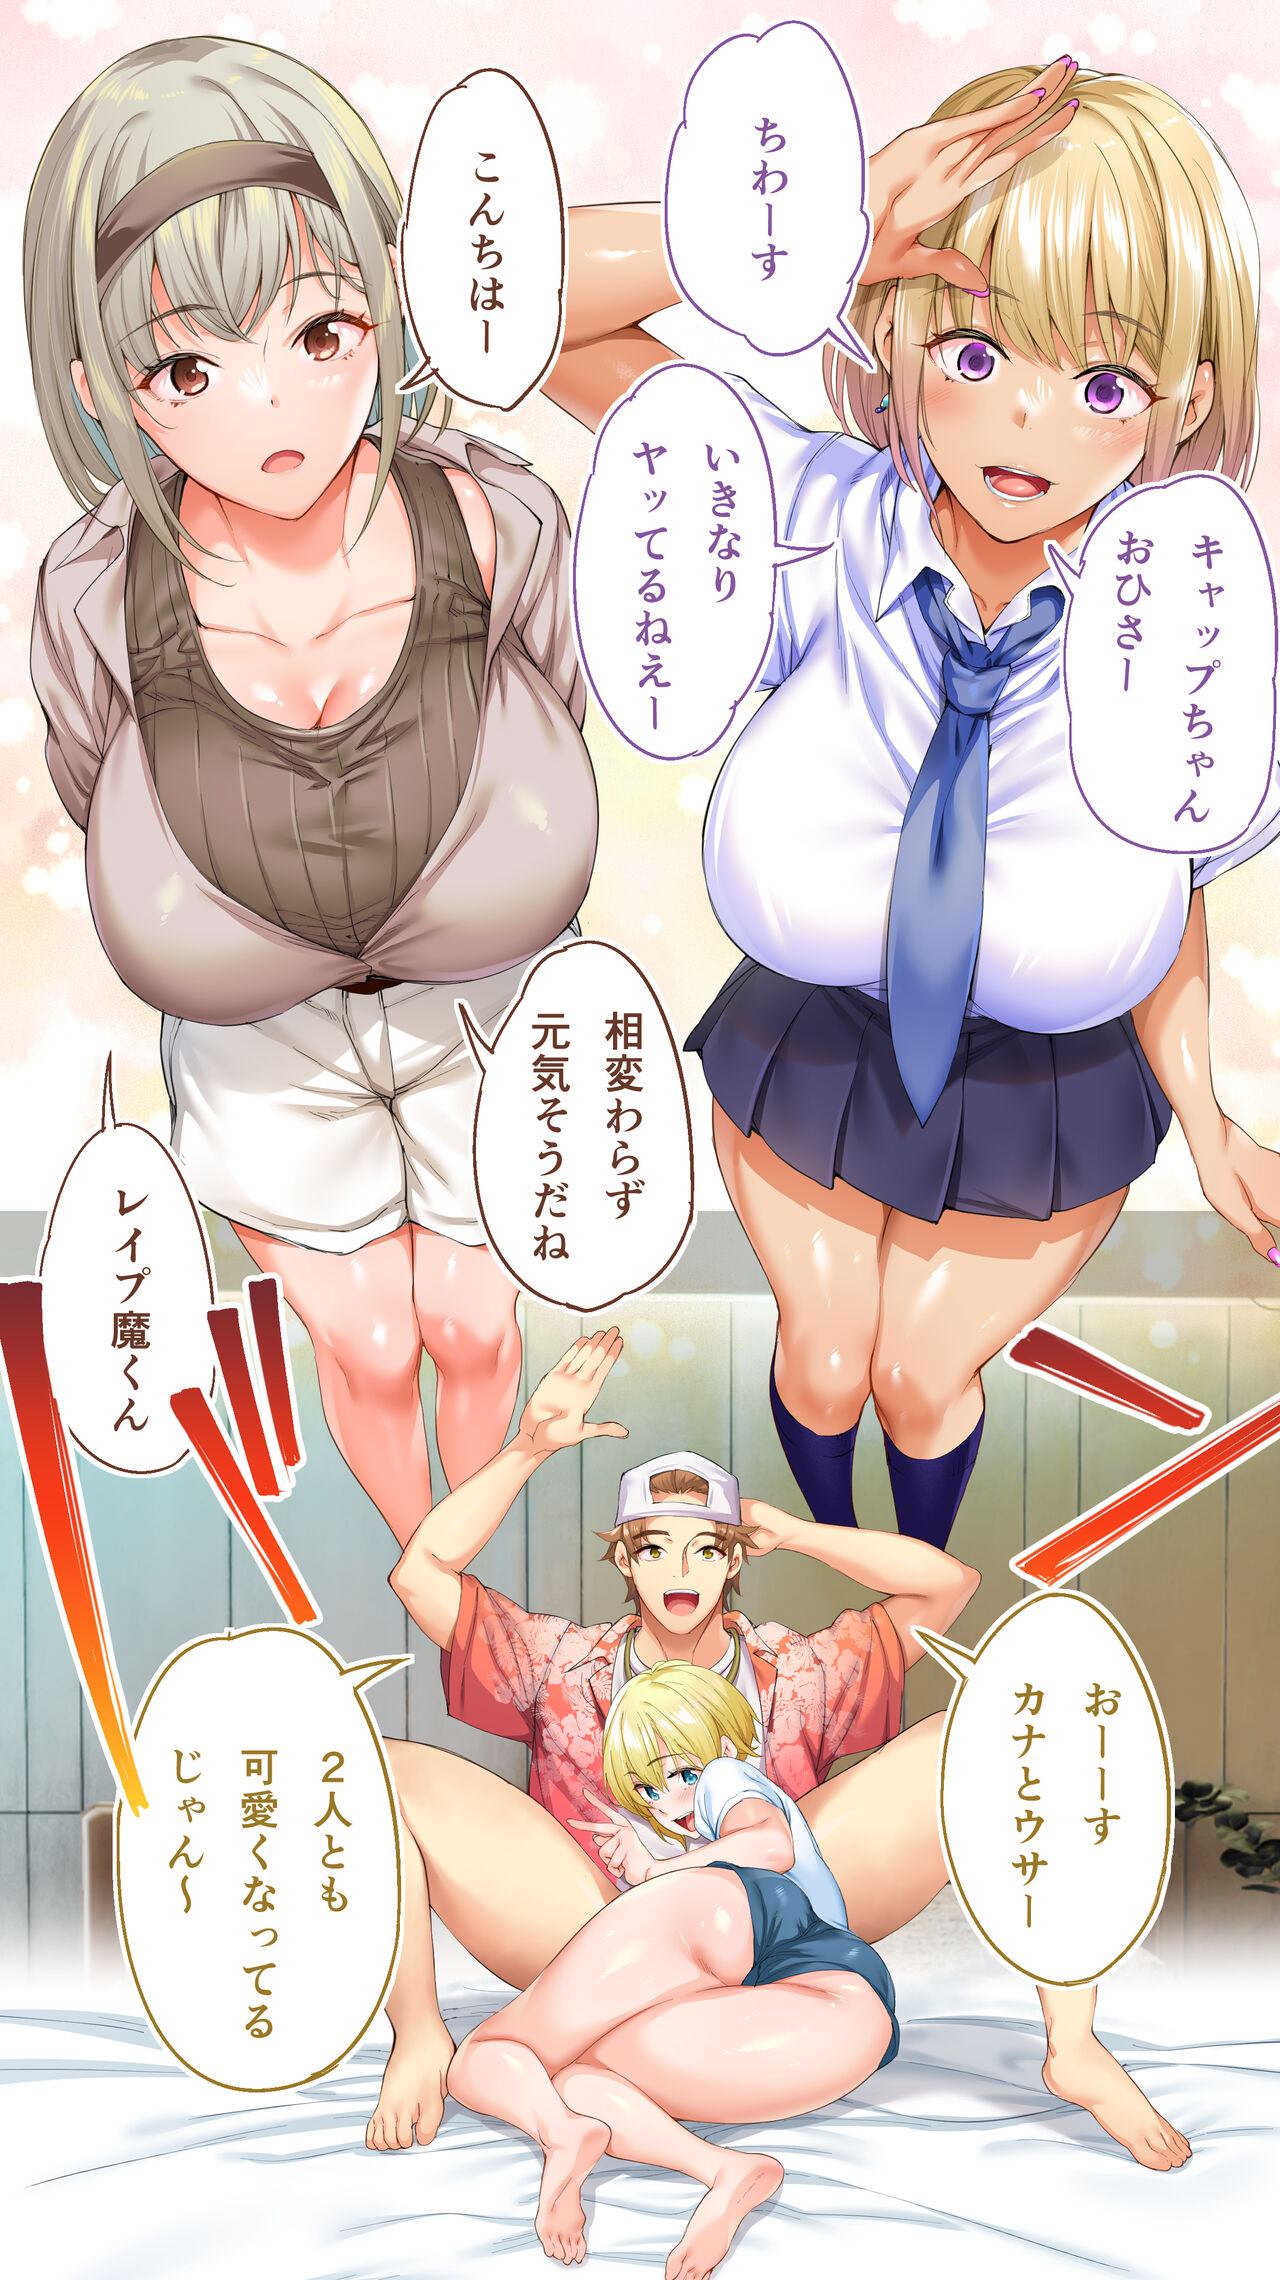 ちわーす
キャップちゃん
おひさー
いきなり
ヤッてるねえー
こんちはー
相変わらず
元気そうだね
レイプ魔くん
おーーす
カナとウサー
2人とも
可愛くなってる
じゃん～